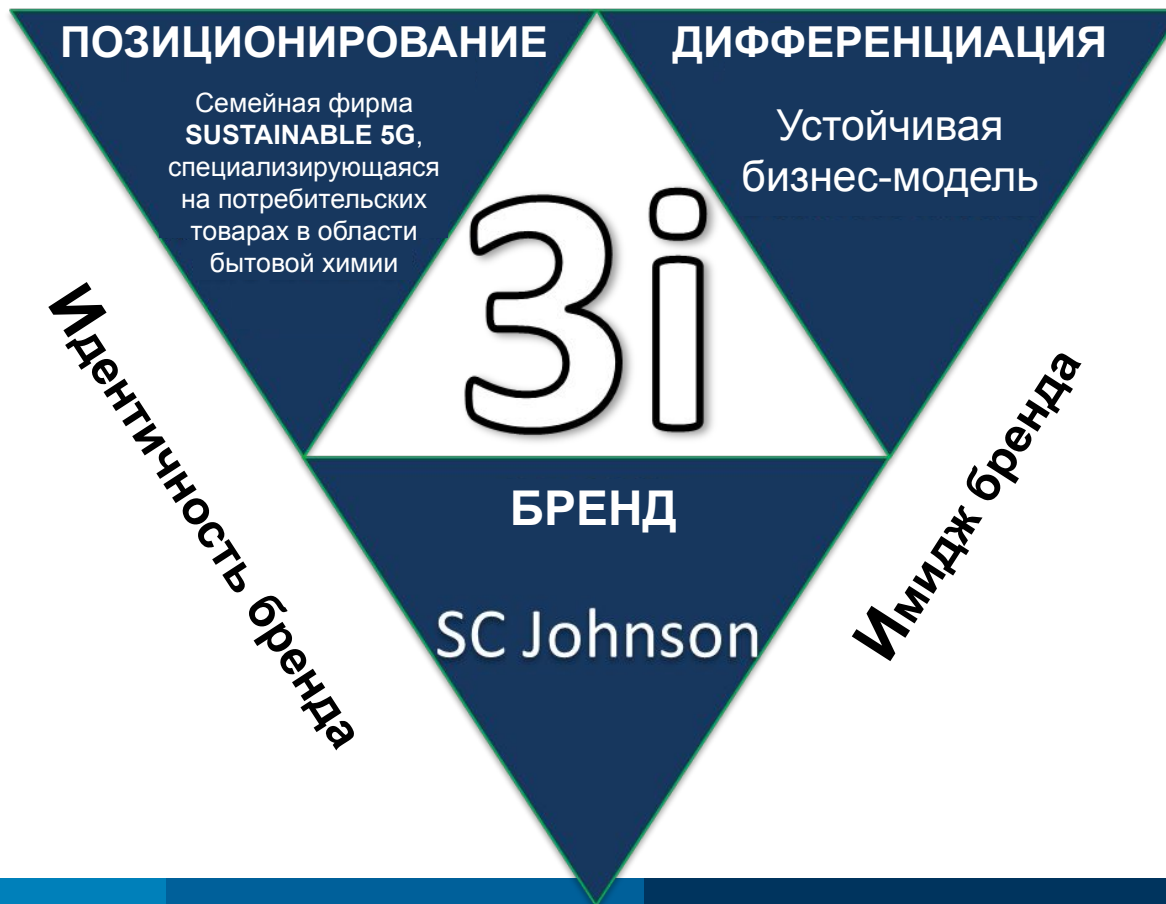 ПОЗИЦИОНИРОВАНИЕ
Семейная фирма
SUSTAINABLE 5G,
специализирующаяся
на потребительских
товарах в области
бытовой химии
ДИФФЕРЕНЦИАЦИЯ
Устойчивая
бизнес-модель
3i
Идентичность бренда
Имидж бренда
БРЕНД
SC Johnson